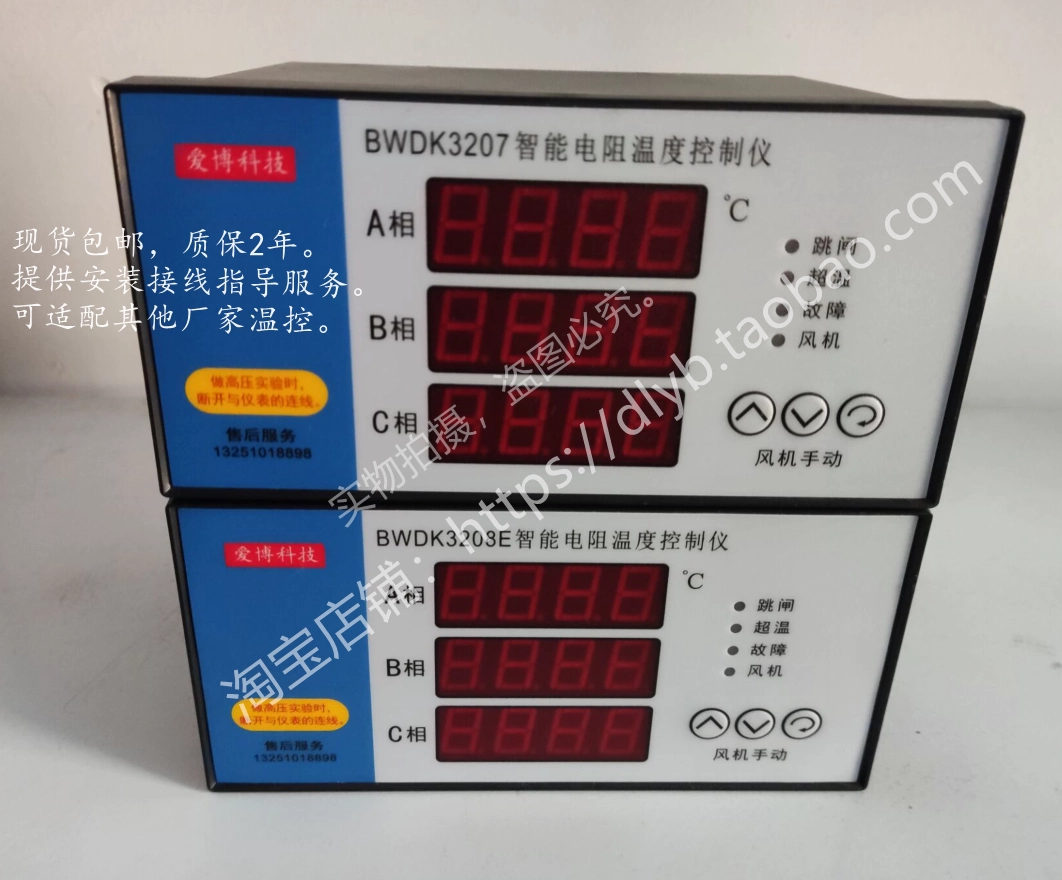 爱博科技
BWDK3207智能电阻温度控制仪
A相
℃
B相
C相
跳闸
超温
故障
风机
风机手动
做高压实验时,
断开与仪表的连线。
售后服务
13251018898
现货包邮，质保2年。
提供安装接线指导服务。
可适配其他厂家温控。
爱博科技
BWDK3203E智能电阻温度控制仪
A相
℃
B相
C相
跳闸
超温
故障
风机
风机手动
做高压实验时,
断开与仪表的连线。
售后服务
13251018898
实物拍摄，盗图必究。
淘宝店铺：https://dlyb.taobao.com